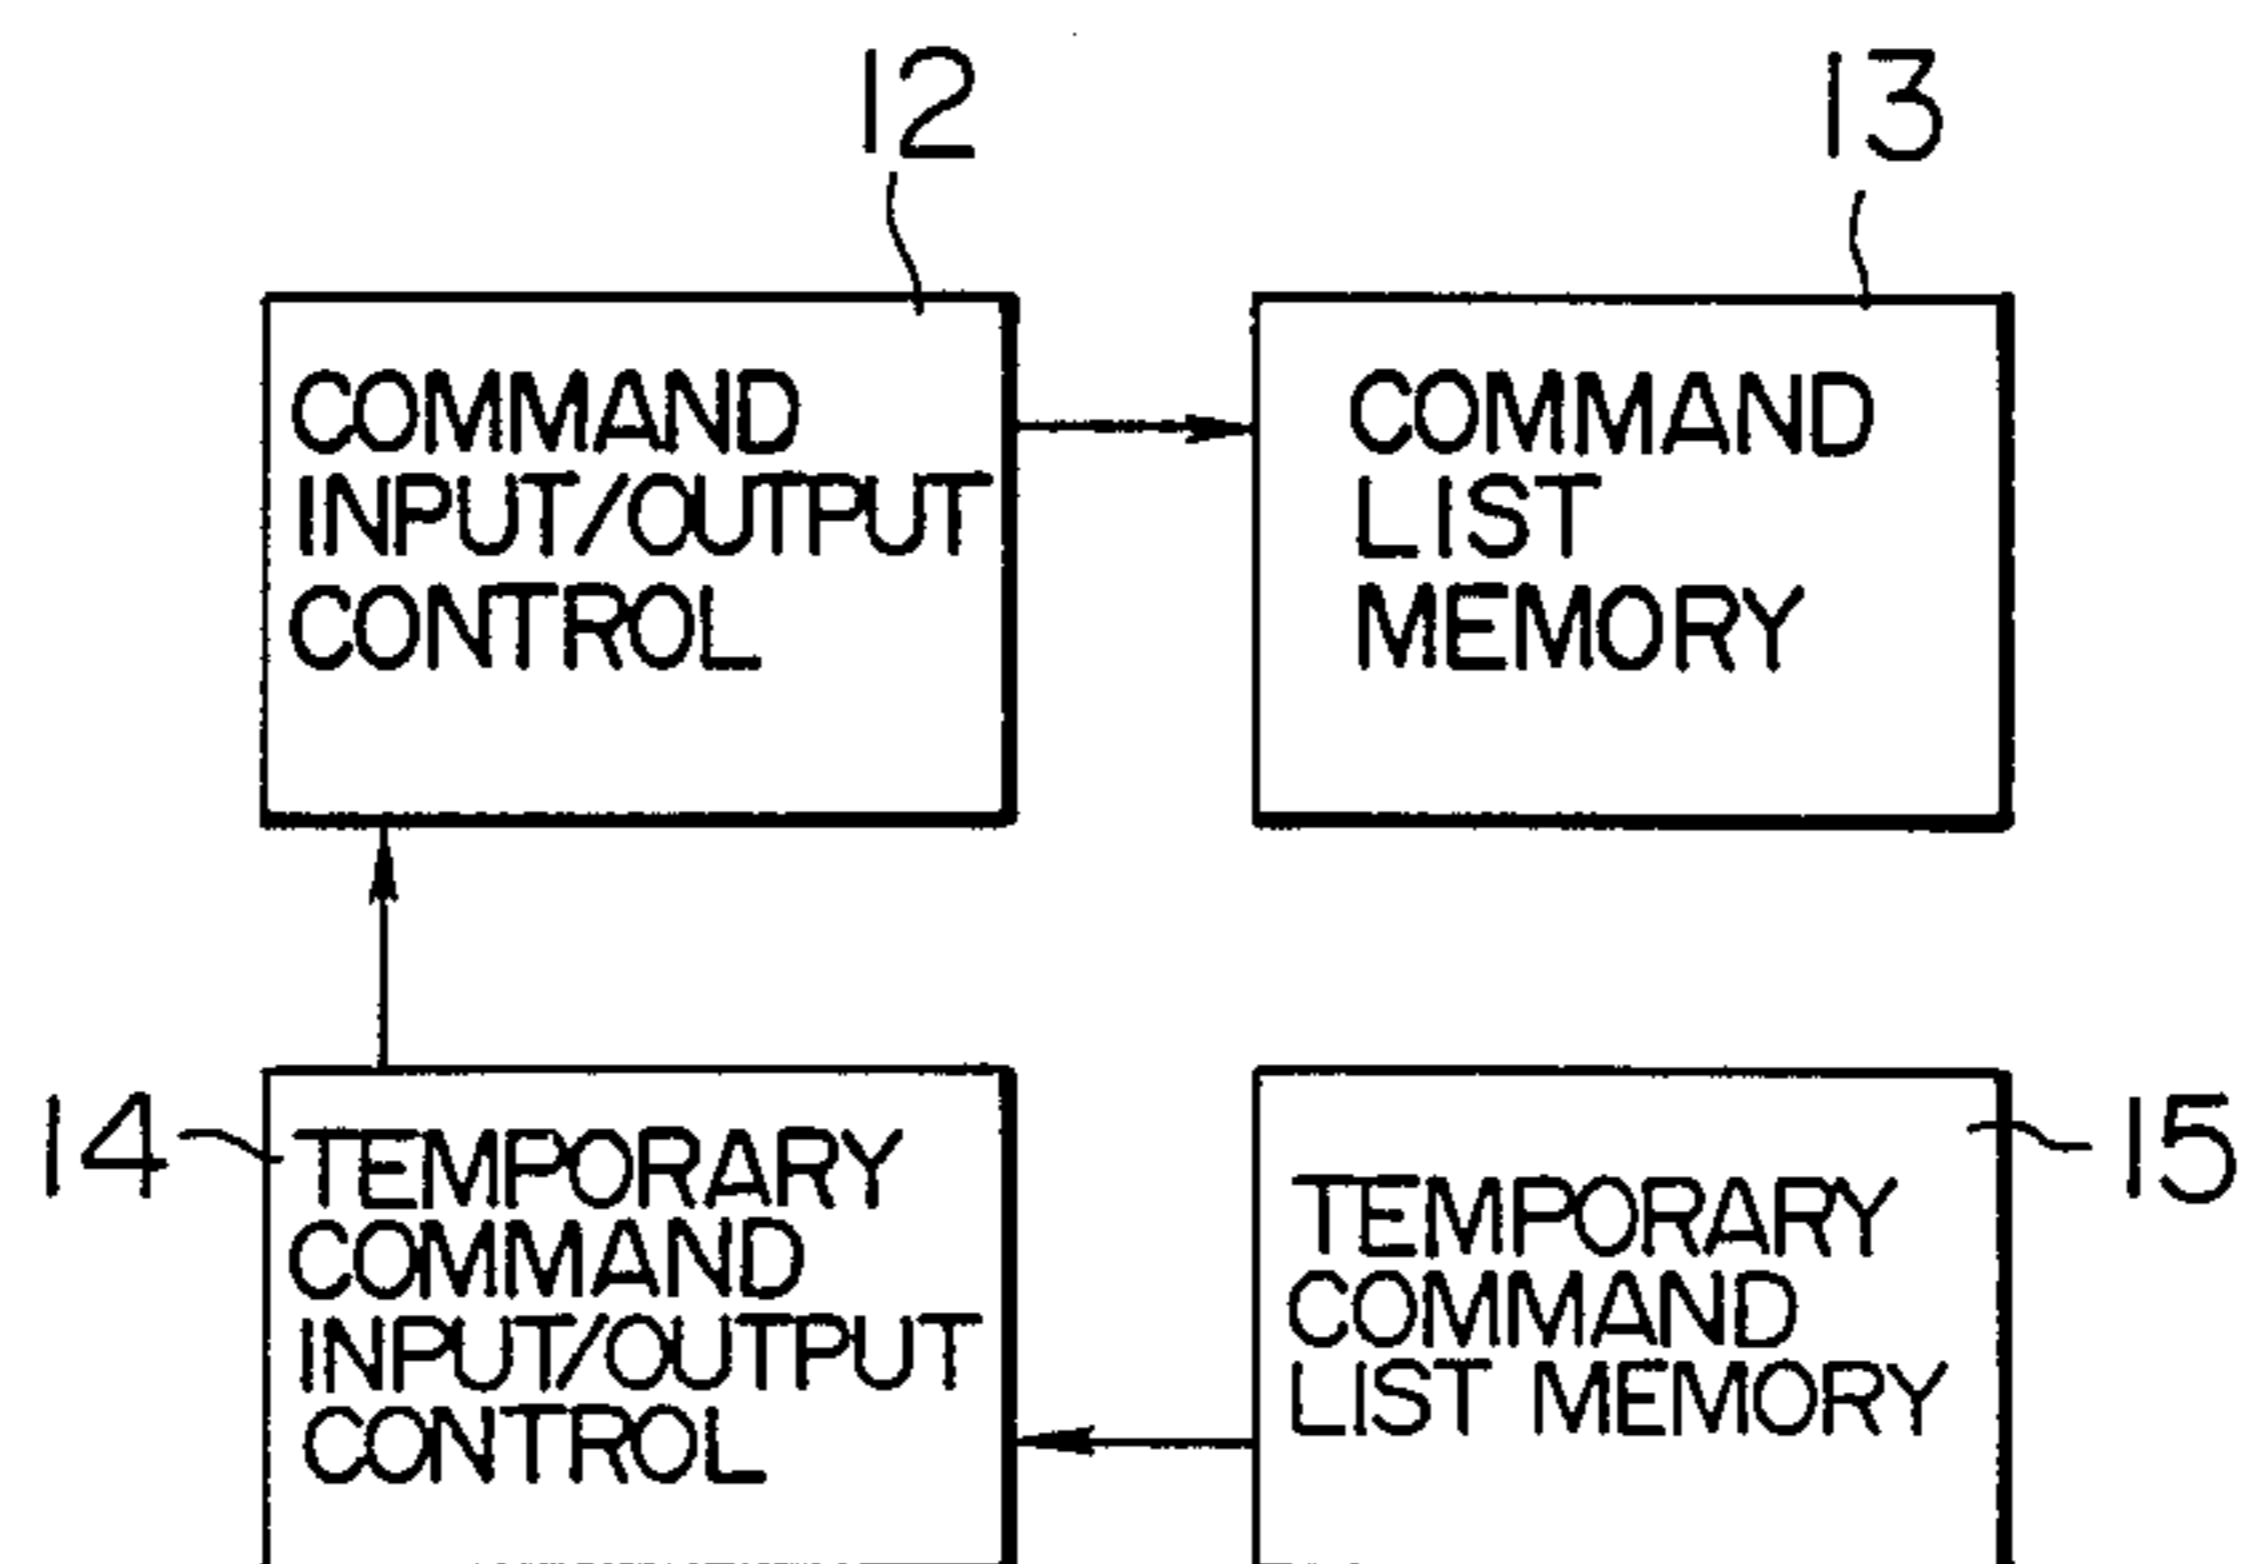 12
13
COMMAND
INPUT/OUTPUT
CONTROL
COMMAND
LIST
MEMORY
14
TEMPORARY
COMMAND
INPUT/OUTPUT
CONTROL
15
TEMPORARY
COMMAND
LIST MEMORY